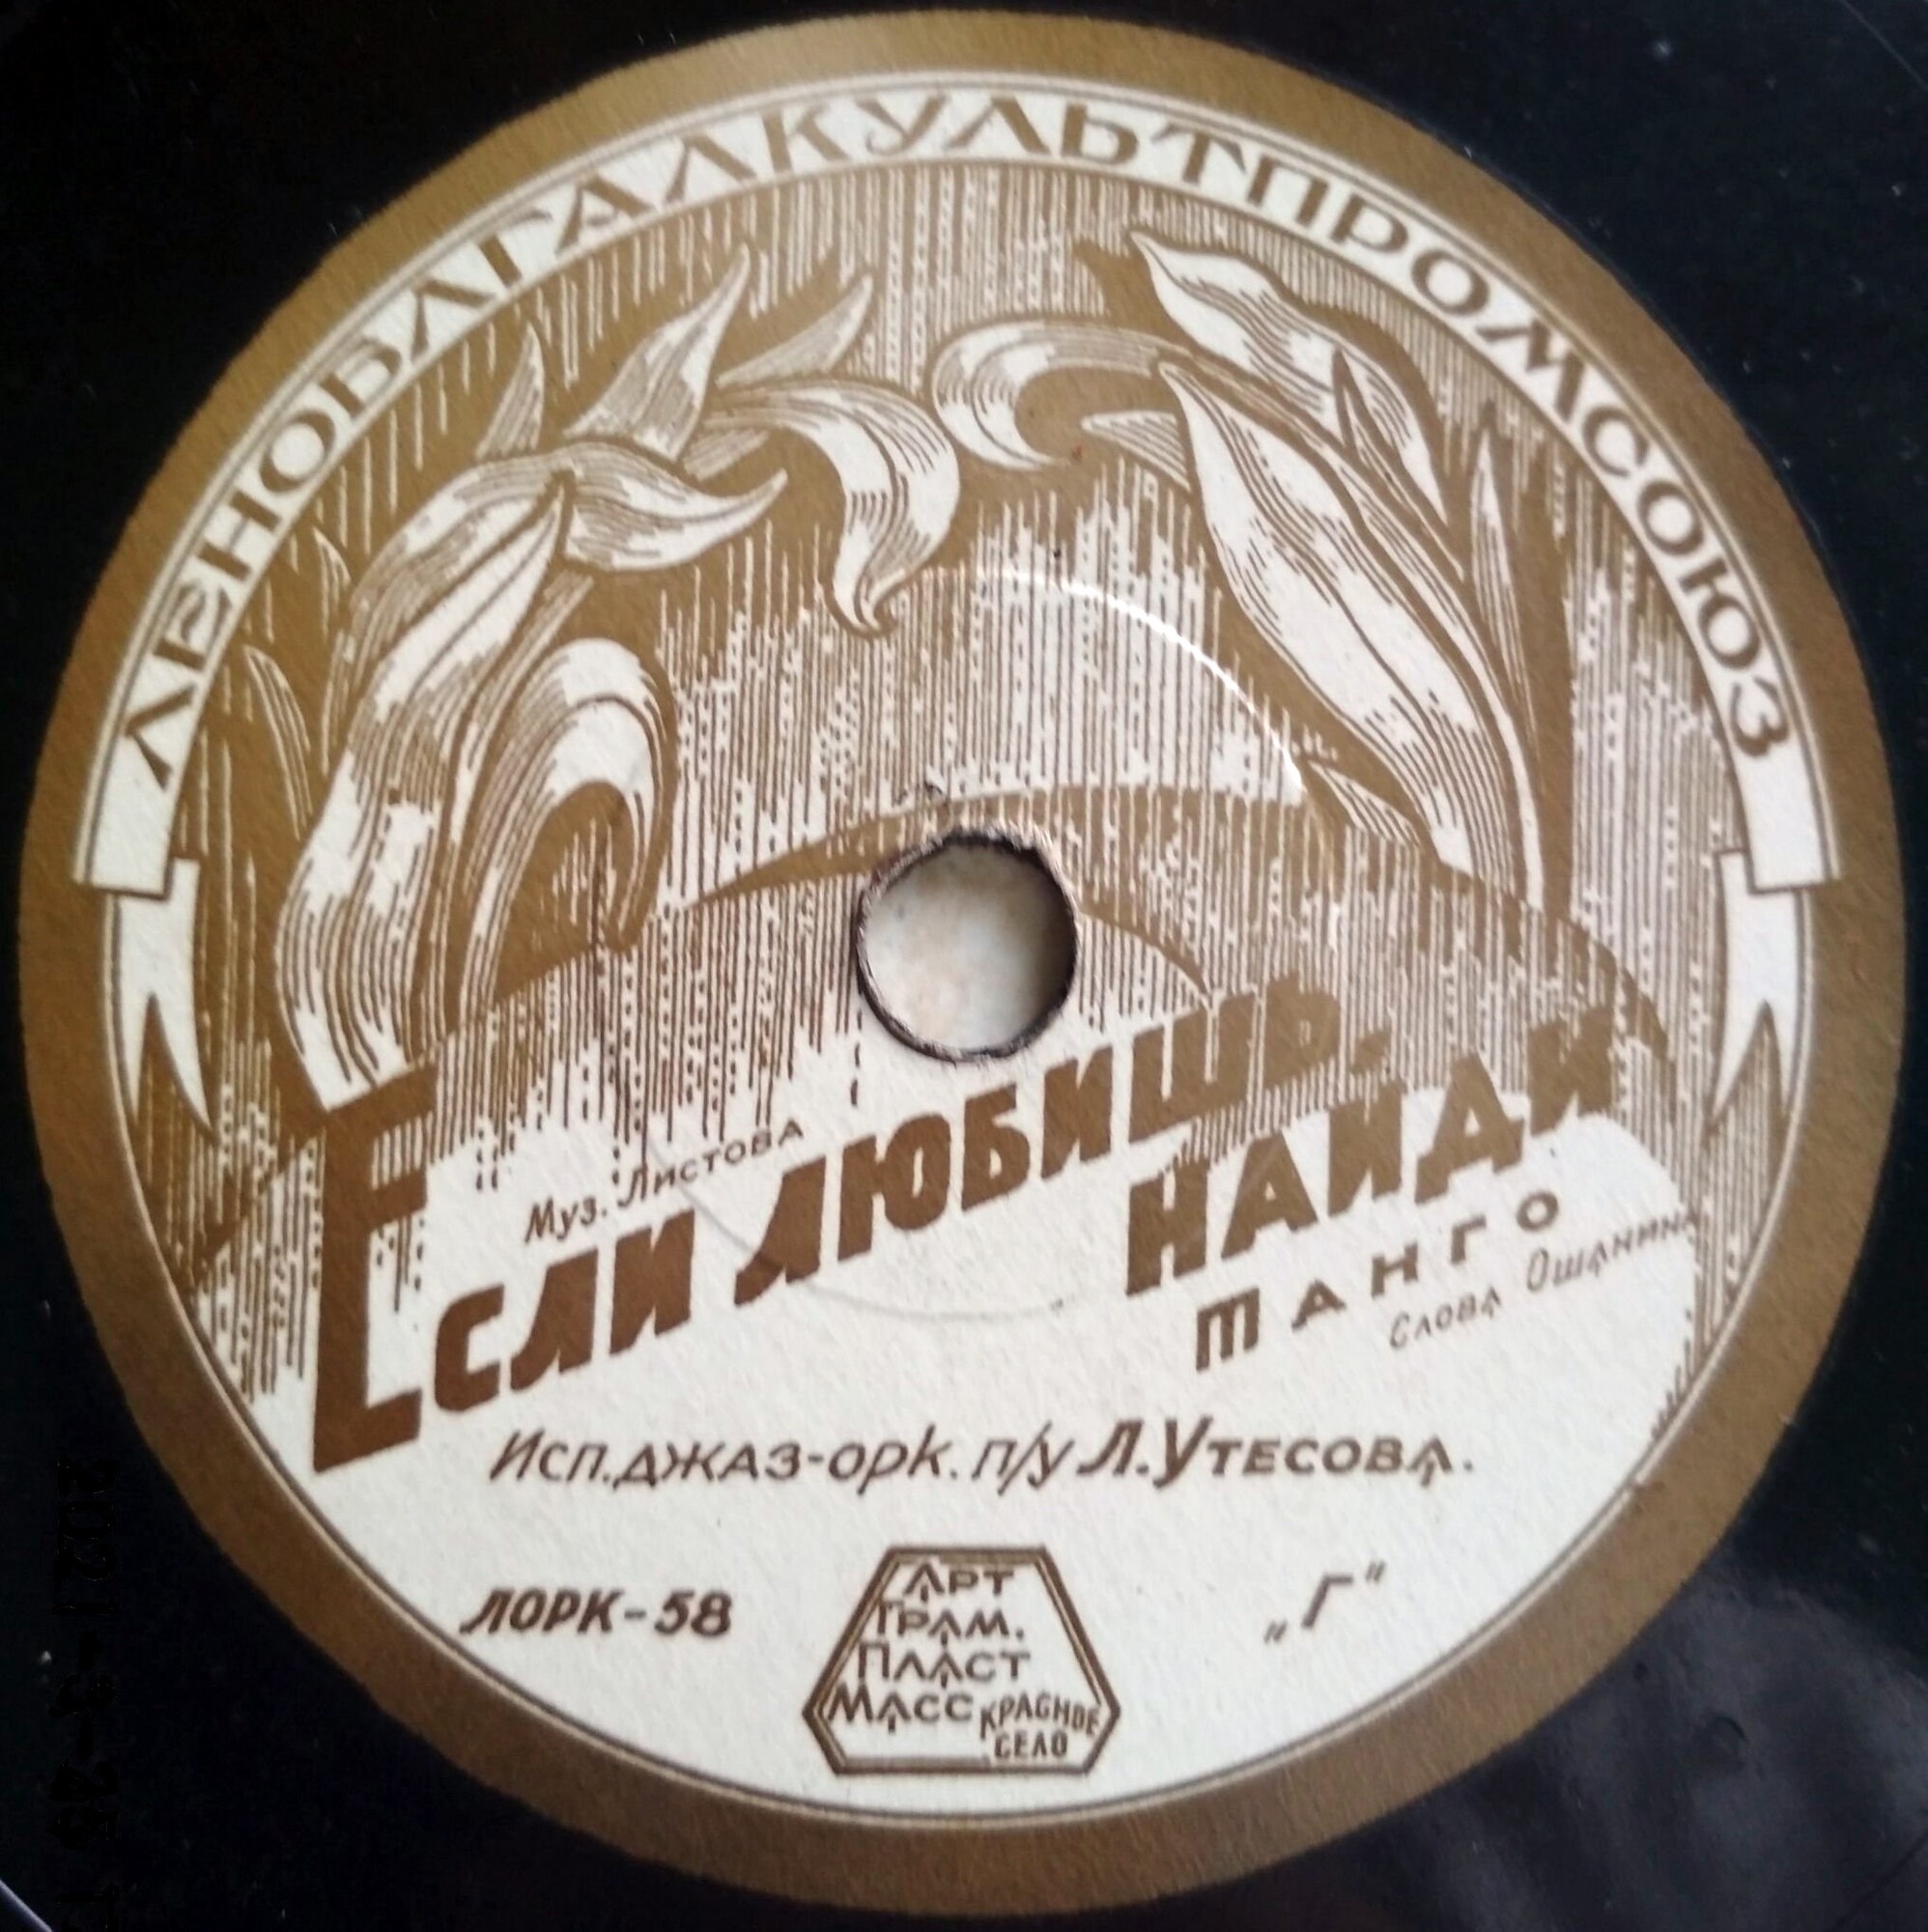 ЛЕНОБЛГАЛКУЛЬТПРОМСОЮЗ
Муз. Листова
Если любишь,
найди
танго
Слова Ошанина
Исп. джаз-орк. п/у Л. Утесова.
ЛОРК-58
„Г“
Арт
Грам.
Пласт
Масс
Красное
Село